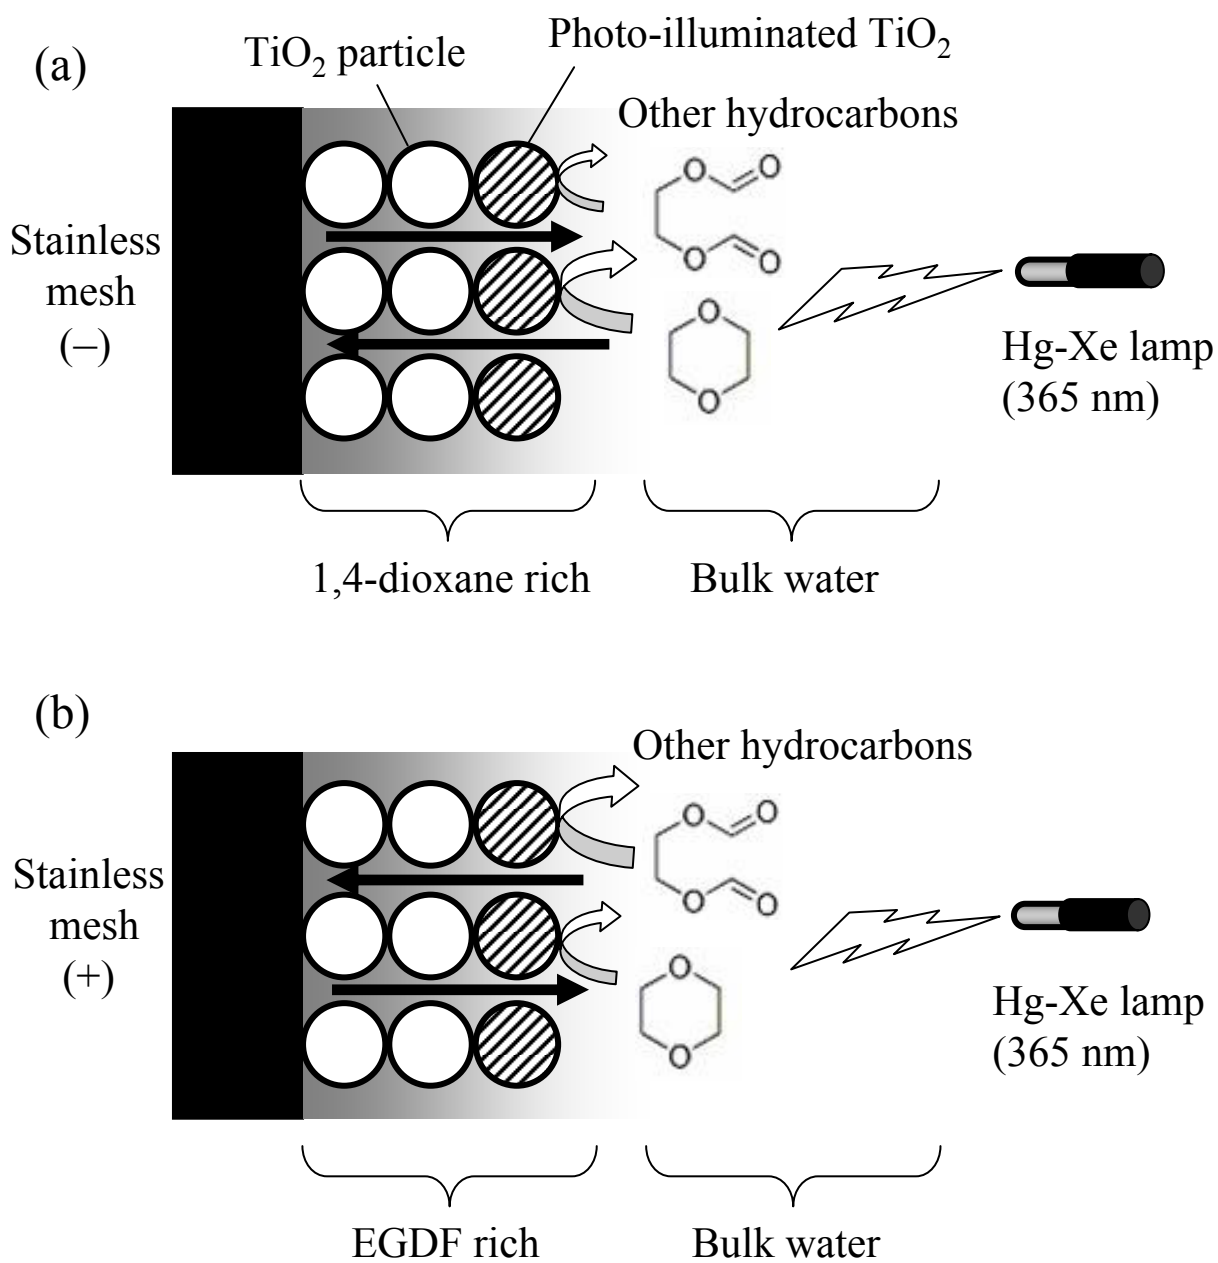 (a)
TiO₂ particle
Photo-illuminated TiO₂
Other hydrocarbons
O
O
O
O
Stainless
mesh
(–)
O
O
Hg-Xe lamp
(365 nm)
1,4-dioxane rich
Bulk water
(b)
Other hydrocarbons
O
O
O
O
Stainless
mesh
(+)
O
O
Hg-Xe lamp
(365 nm)
EGDF rich
Bulk water